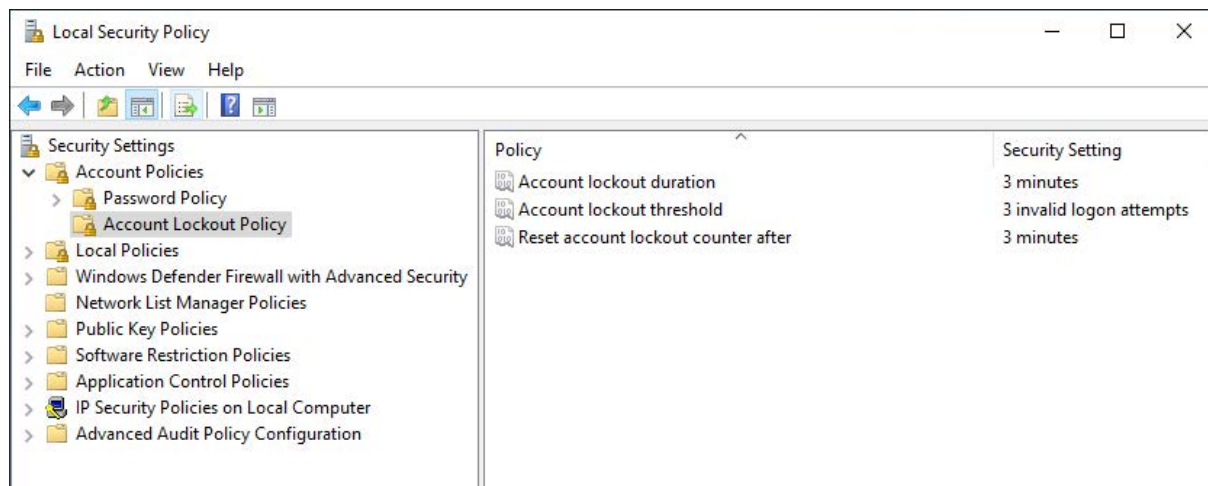 Local Security Policy
File Action View Help
Security Settings
Account Policies
Password Policy
Account Lockout Policy
Local Policies
Windows Defender Firewall with Advanced Security
Network List Manager Policies
Public Key Policies
Software Restriction Policies
Application Control Policies
IP Security Policies on Local Computer
Advanced Audit Policy Configuration
Policy Security Setting
Account lockout duration 3 minutes
Account lockout threshold 3 invalid logon attempts
Reset account lockout counter after 3 minutes